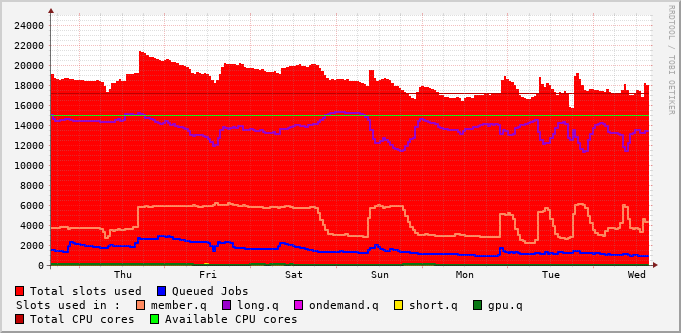 RRDTOOL / TOBI OETIKER
24000
22000
20000
18000
16000
14000
12000
10000
8000
6000
4000
2000
0
Thu Fri Sat Sun Mon Tue Wed
Total slots used Queued Jobs
Slots used in : member.q long.q ondemand.q short.q gpu.q
Total CPU cores Available CPU cores